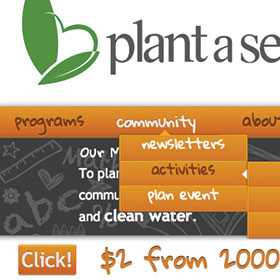 plant a se
programs community abou
newsletters
Our M
To plan activities
commu plan event
and clean water.
abc
Click! $2 from 2000